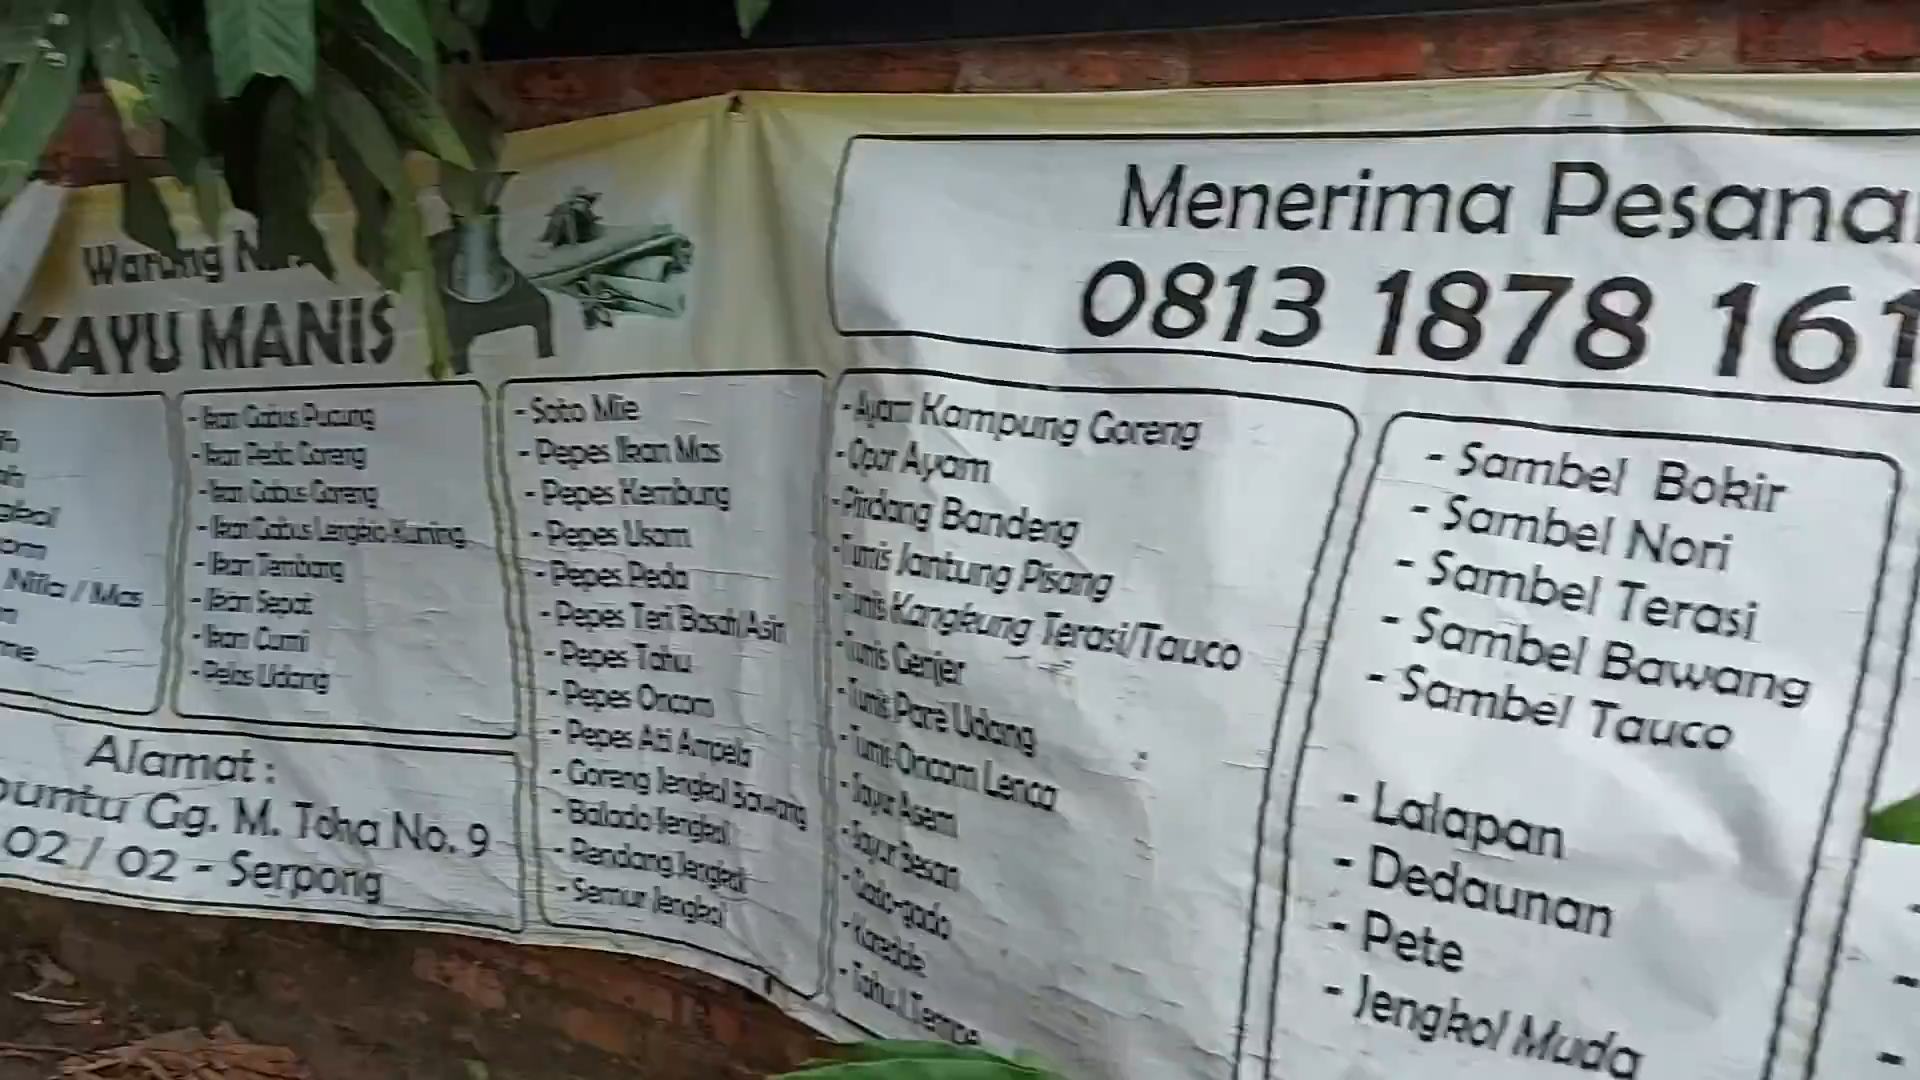 Warung
KAYU MANIS
Menerima Pesana
0813 1878 161
Nila / Mas
- Ikan Gabus Pucung
- Ikan Peda Goreng
- Ikan Gabus Goreng
- Ikan Gabus Lengkio Kuning
- Ikan Tembang
- Ikan Sepat
- Ikan Cumi
- Pelas Udang
- Soto Mie
- Pepes Ikan Mas
- Pepes Kembung
- Pepes Usam
- Pepes Peda
- Pepes Teri Basah/Asin
- Pepes Tahu
- Pepes Oncom
- Pepes Ati Ampela
- Goreng Jengkol Bawang
- Ballado Jengkol
- Rendang Jengkol
- Semur Jengkol
- Ayam Kampung Goreng
- Opor Ayam
- Pindang Bandeng
- Tumis Jantung Pisang
- Tumis Kangkung Terasi/Tauco
- Tumis Genjer
- Tumis Pare Udang
- Tumis Oncom Lenca
- Sayur Asem
- Sayur Besan
- Gado-gado
- Karedok
- Tahu / Tempe
- Sambel Bokir
- Sambel Nori
- Sambel Terasi
- Sambel Bawang
- Sambel Tauco
- Lalapan
- Dedaunan
- Pete
- Jengkol Muda
Alamat :
buntu Gg. M. Toha No. 9
02 / 02 - Serpong